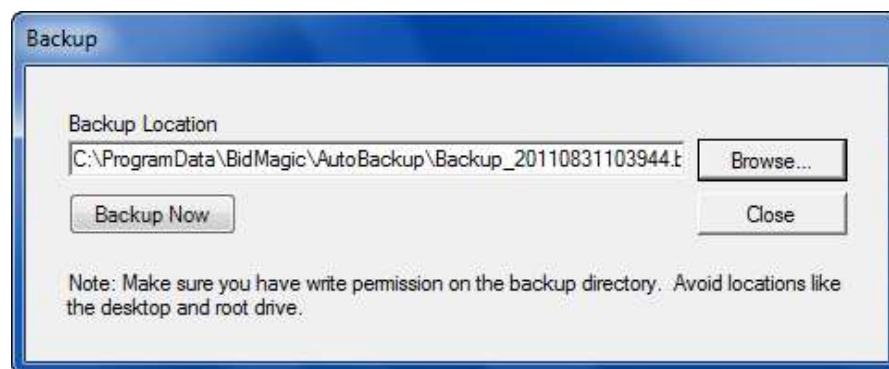 Backup
Backup Location
C:\ProgramData\BidMagic\AutoBackup\Backup_20110831103944.b
Browse...
Backup Now
Close
Note: Make sure you have write permission on the backup directory.  Avoid locations like
the desktop and root drive.